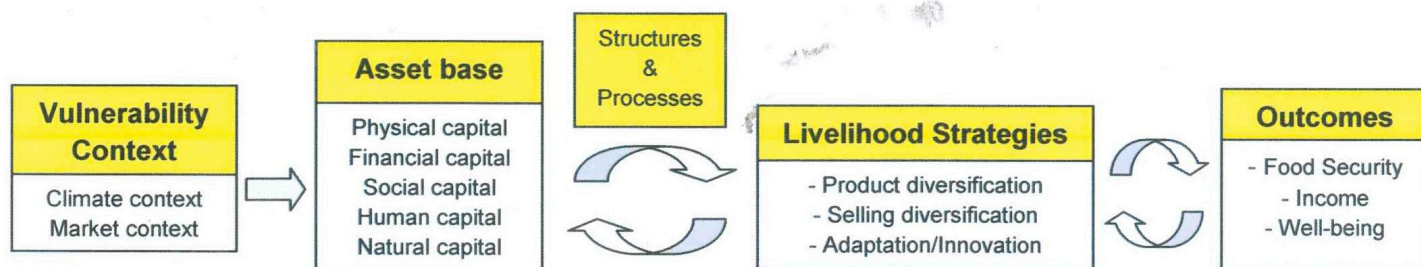 Vulnerability
Context
Climate context
Market context
Asset base
Physical capital
Financial capital
Social capital
Human capital
Natural capital
Structures
&
Processes
Livelihood Strategies
- Product diversification
- Selling diversification
- Adaptation/Innovation
Outcomes
- Food Security
- Income
- Well-being